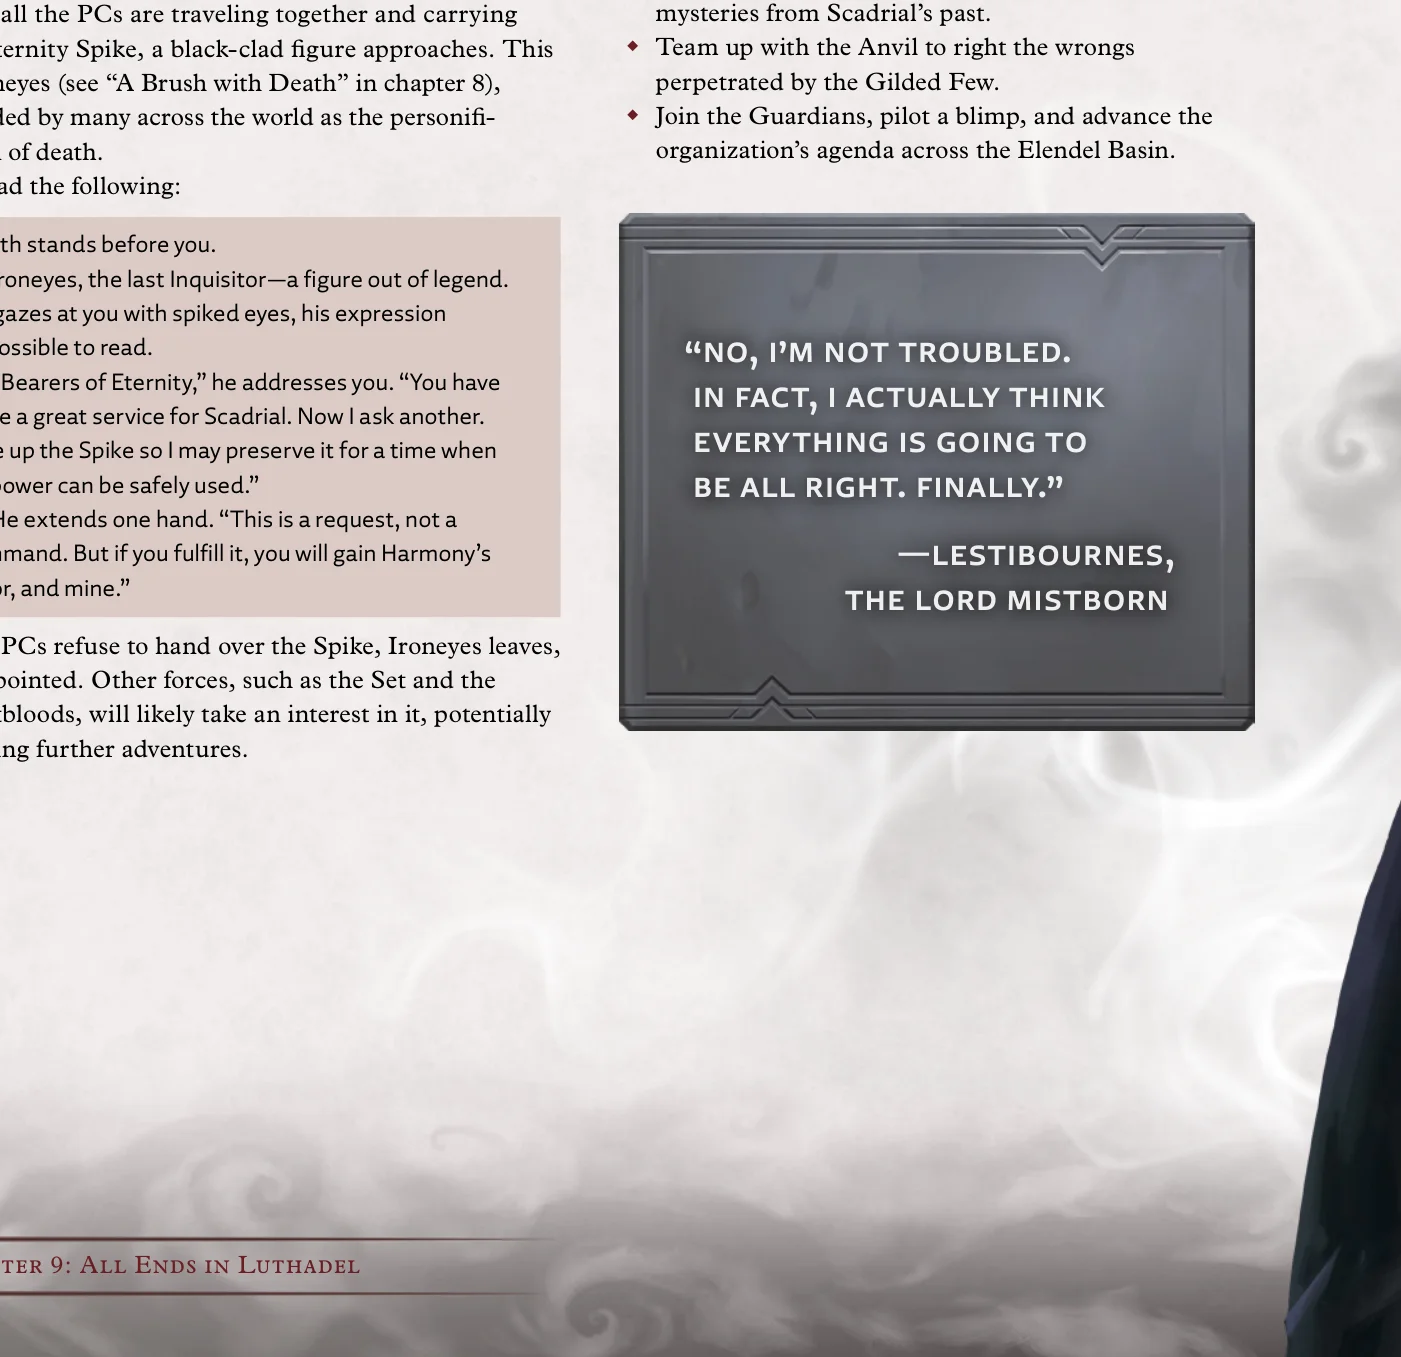 all the PCs are traveling together and carrying
ternity Spike, a black-clad figure approaches. This
neyes (see “A Brush with Death” in chapter 8),
ded by many across the world as the personifi-
of death.
ad the following:
th stands before you.
roneyes, the last Inquisitor—a figure out of legend.
gazes at you with spiked eyes, his expression
ossible to read.
Bearers of Eternity,” he addresses you. “You have
e a great service for Scadrial. Now I ask another.
e up the Spike so I may preserve it for a time when
power can be safely used.”
He extends one hand. “This is a request, not a
mmand. But if you fulfill it, you will gain Harmony’s
or, and mine.”
PCs refuse to hand over the Spike, Ironeyes leaves,
pointed. Other forces, such as the Set and the
tbloods, will likely take an interest in it, potentially
ing further adventures.
mysteries from Scadrial’s past.
◆ Team up with the Anvil to right the wrongs
perpetrated by the Gilded Few.
◆ Join the Guardians, pilot a blimp, and advance the
organization’s agenda across the Elendel Basin.
“NO, I’M NOT TROUBLED.
IN FACT, I ACTUALLY THINK
EVERYTHING IS GOING TO
BE ALL RIGHT. FINALLY.”
—LESTIBOURNES,
THE LORD MISTBORN
TER 9: ALL ENDS IN LUTHADEL